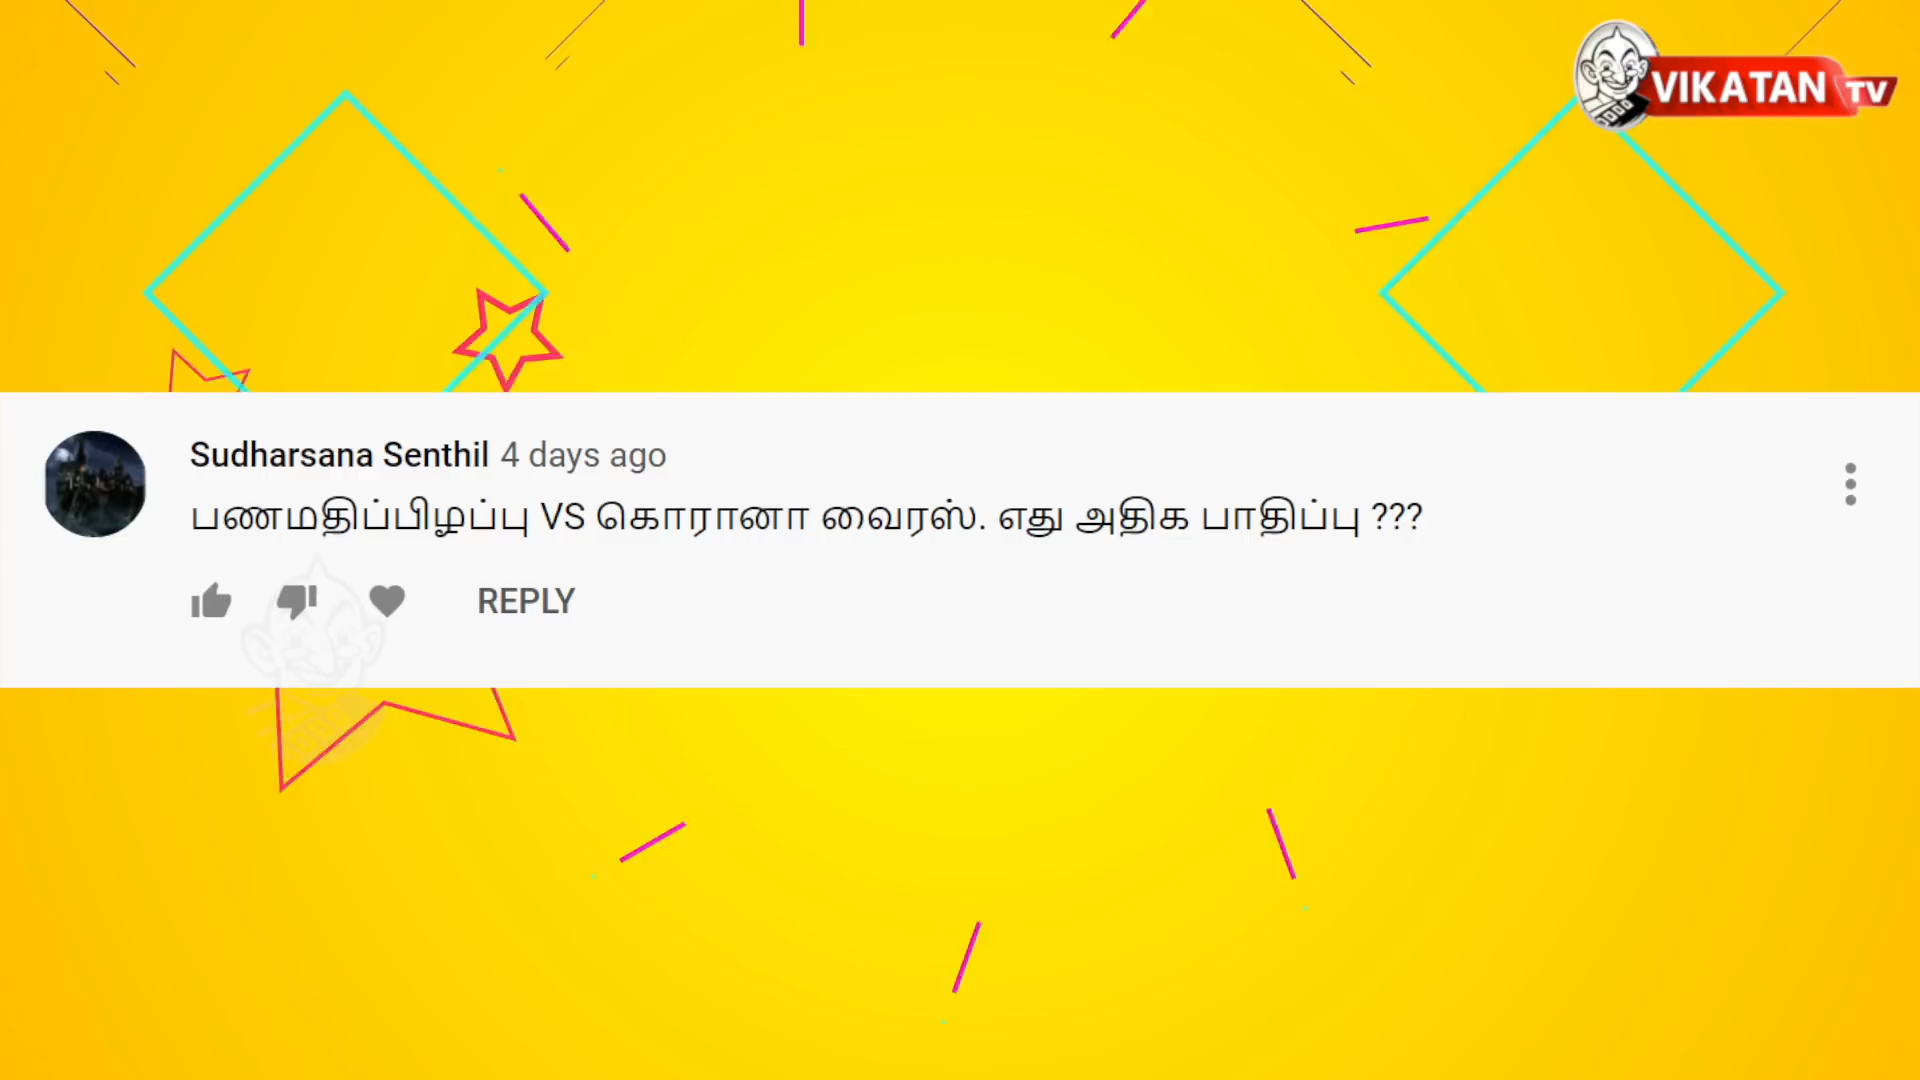 VIKATAN TV
Sudharsana Senthil 4 days ago
பணமதிப்பிழப்பு VS கொரானா வைரஸ். எது அதிக பாதிப்பு ???
REPLY